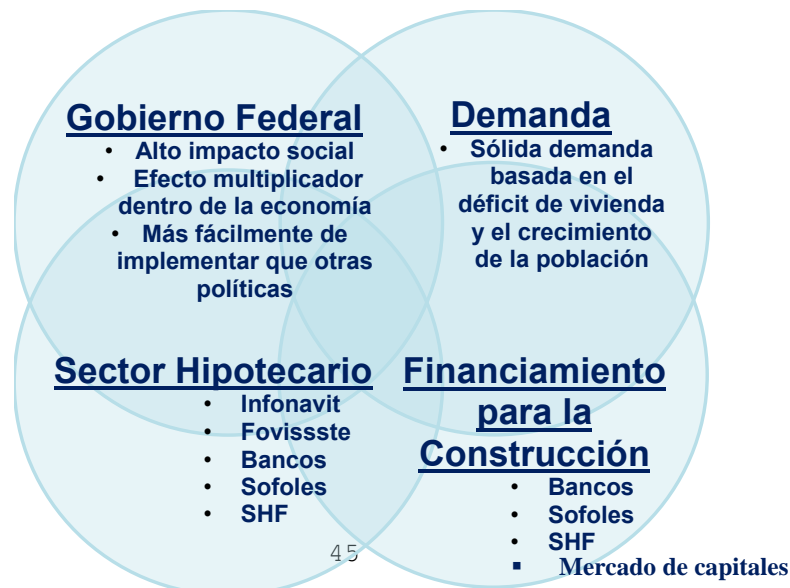 Gobierno Federal
• Alto impacto social
• Efecto multiplicador
dentro de la economía
• Más fácilmente de
implementar que otras
políticas
Demanda
• Sólida demanda
basada en el
déficit de vivienda
y el crecimiento
de la población
Sector Hipotecario
• Infonavit
• Fovissste
• Bancos
• Sofoles
• SHF
Financiamiento
para la
Construcción
• Bancos
• Sofoles
• SHF
▪ Mercado de capitales
45